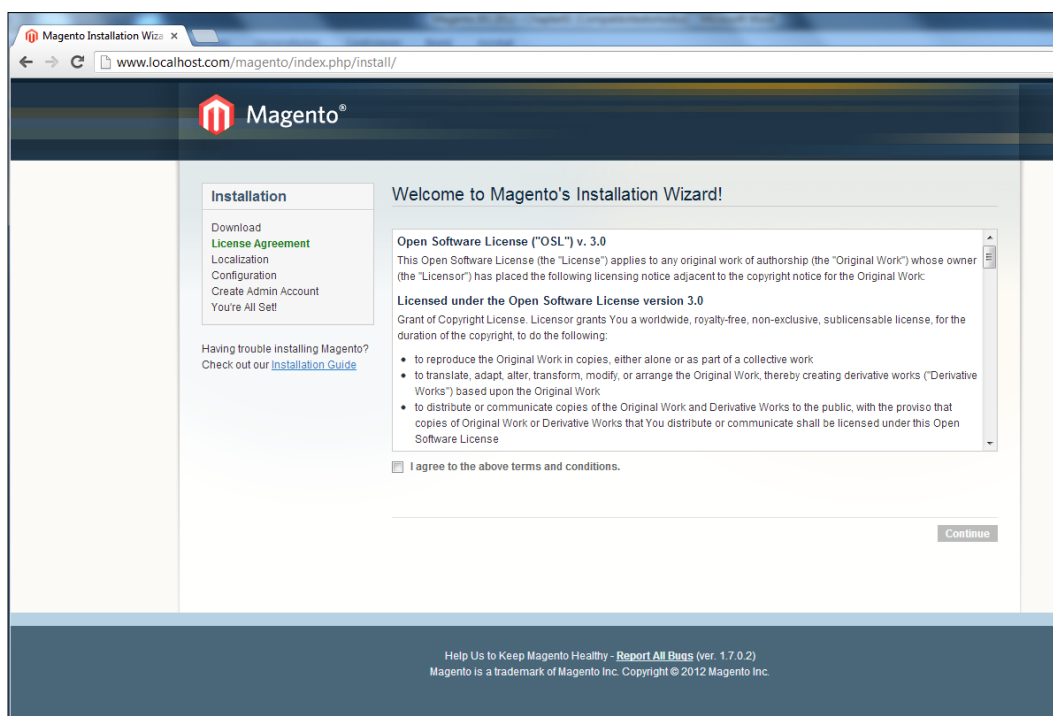 Magento Installation Wiza
www.localhost.com/magento/index.php/install/
Magento®
Installation
Download
License Agreement
Localization
Configuration
Create Admin Account
You're All Set!
Having trouble installing Magento?
Check out our Installation Guide
Welcome to Magento's Installation Wizard!
Open Software License ("OSL") v. 3.0
This Open Software License (the "License") applies to any original work of authorship (the "Original Work") whose owner
(the "Licensor") has placed the following licensing notice adjacent to the copyright notice for the Original Work:
Licensed under the Open Software License version 3.0
Grant of Copyright License. Licensor grants You a worldwide, royalty-free, non-exclusive, sublicensable license, for the
duration of the copyright, to do the following:
• to reproduce the Original Work in copies, either alone or as part of a collective work
• to translate, adapt, alter, transform, modify, or arrange the Original Work, thereby creating derivative works ("Derivative
Works") based upon the Original Work
• to distribute or communicate copies of the Original Work and Derivative Works to the public, with the proviso that
copies of Original Work or Derivative Works that You distribute or communicate shall be licensed under this Open
Software License
I agree to the above terms and conditions.
Continue
Help Us to Keep Magento Healthy - Report All Bugs (ver. 1.7.0.2)
Magento is a trademark of Magento Inc. Copyright © 2012 Magento Inc.